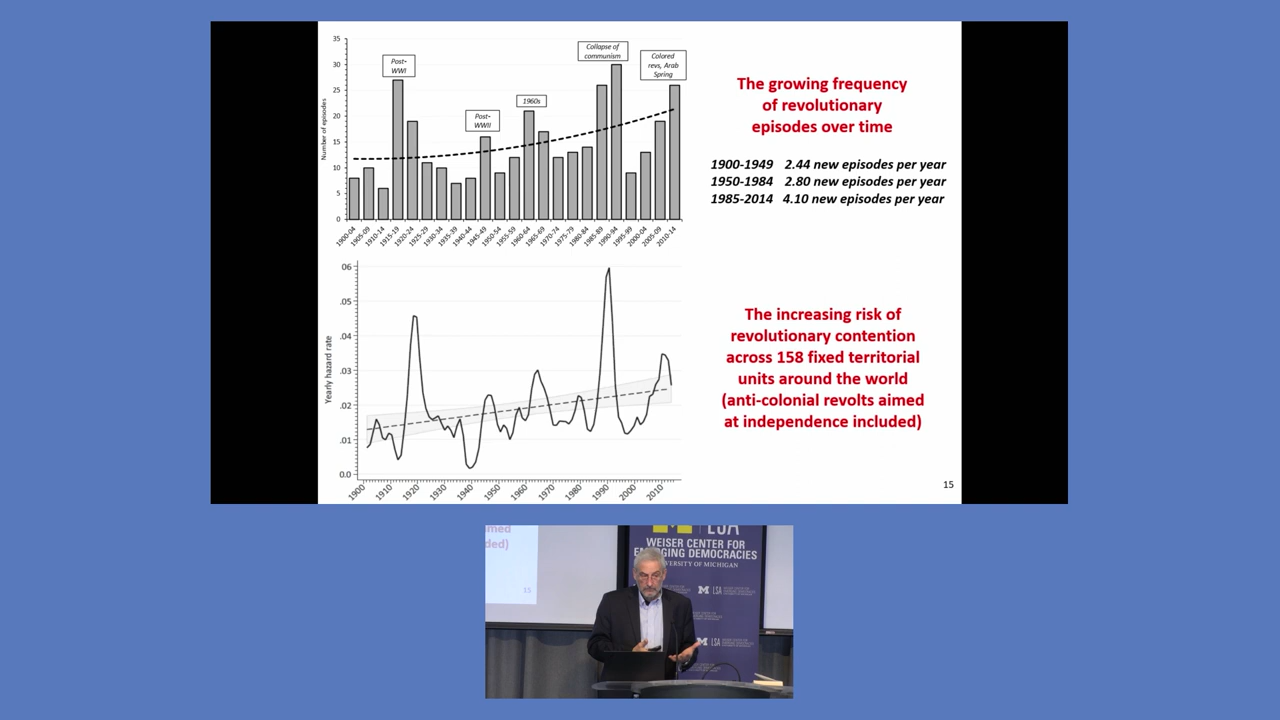 35
30
25
20
15
10
5
0
Number of episodes
Post-
WWI
Post-
WWII
1960s
Collapse of
communism
Colored
revs, Arab
Spring
1900-04
1905-09
1910-14
1915-19
1920-24
1925-29
1930-34
1935-39
1940-44
1945-49
1950-54
1955-59
1960-64
1965-69
1970-74
1975-79
1980-84
1985-89
1990-94
1995-99
2000-04
2005-09
2010-14
The growing frequency
of revolutionary
episodes over time
1900-1949 2.44 new episodes per year
1950-1984 2.80 new episodes per year
1985-2014 4.10 new episodes per year
06
.05
.04
.03
.02
.01
0.0
Yearly hazard rate
1900
1910
1920
1930
1940
1950
1960
1970
1980
1990
2000
2010
The increasing risk of
revolutionary contention
across 158 fixed territorial
units around the world
(anti-colonial revolts aimed
at independence included)
15
med
ded)
15
M LSA
WEISER CENTER FOR
EMERGING DEMOCRACIES
UNIVERSITY OF MICHIGAN
M LSA
M LSA